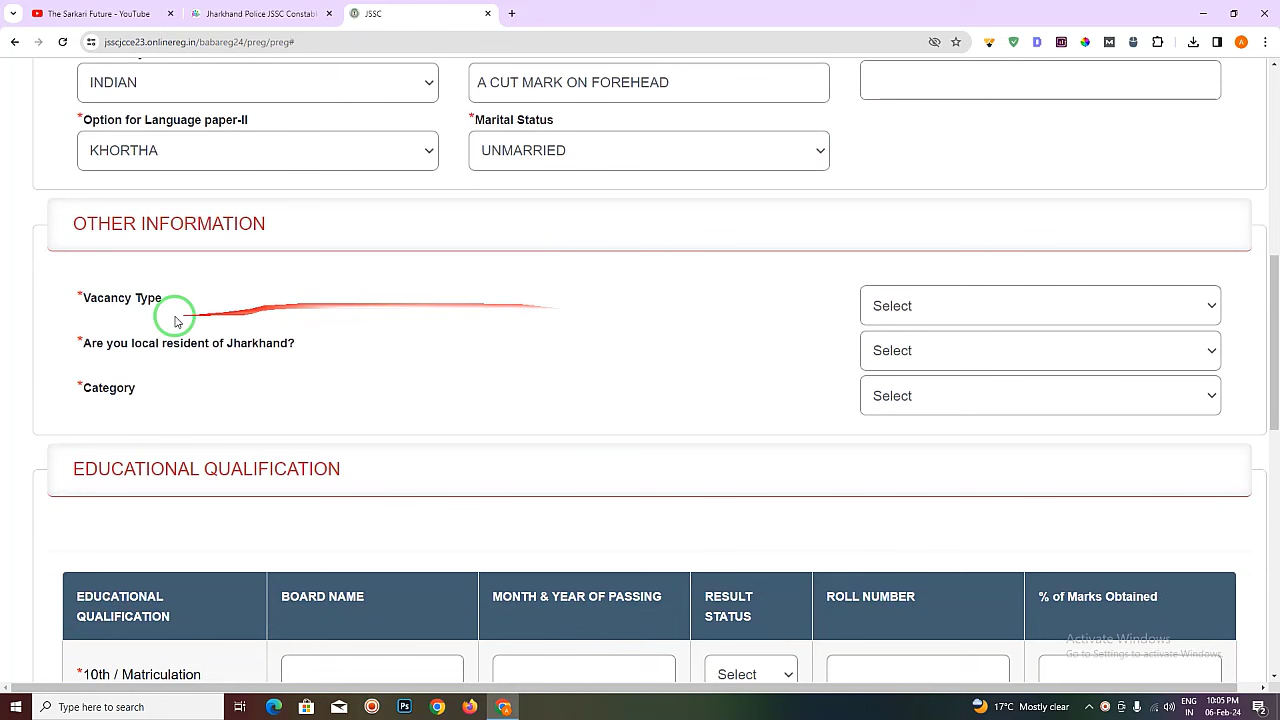 The Sarkari Future - YouTube
Jharkhand Police JSSC Constabl
JSSC
jsscjcce23.onlinereg.in/babareg24/preg/preg#
INDIAN
A CUT MARK ON FOREHEAD
*Option for Language paper-II
*Marital Status
KHORTHA
UNMARRIED
OTHER INFORMATION
*Vacancy Type
Select
*Are you local resident of Jharkhand?
Select
*Category
Select
EDUCATIONAL QUALIFICATION
EDUCATIONAL QUALIFICATION
BOARD NAME
MONTH & YEAR OF PASSING
RESULT STATUS
ROLL NUMBER
% of Marks Obtained
Activate Windows
Go to Settings to activate Windows.
*10th / Matriculation
Select
Type here to search
17°C Mostly clear
ENG
IN
10:05 PM
06-Feb-24